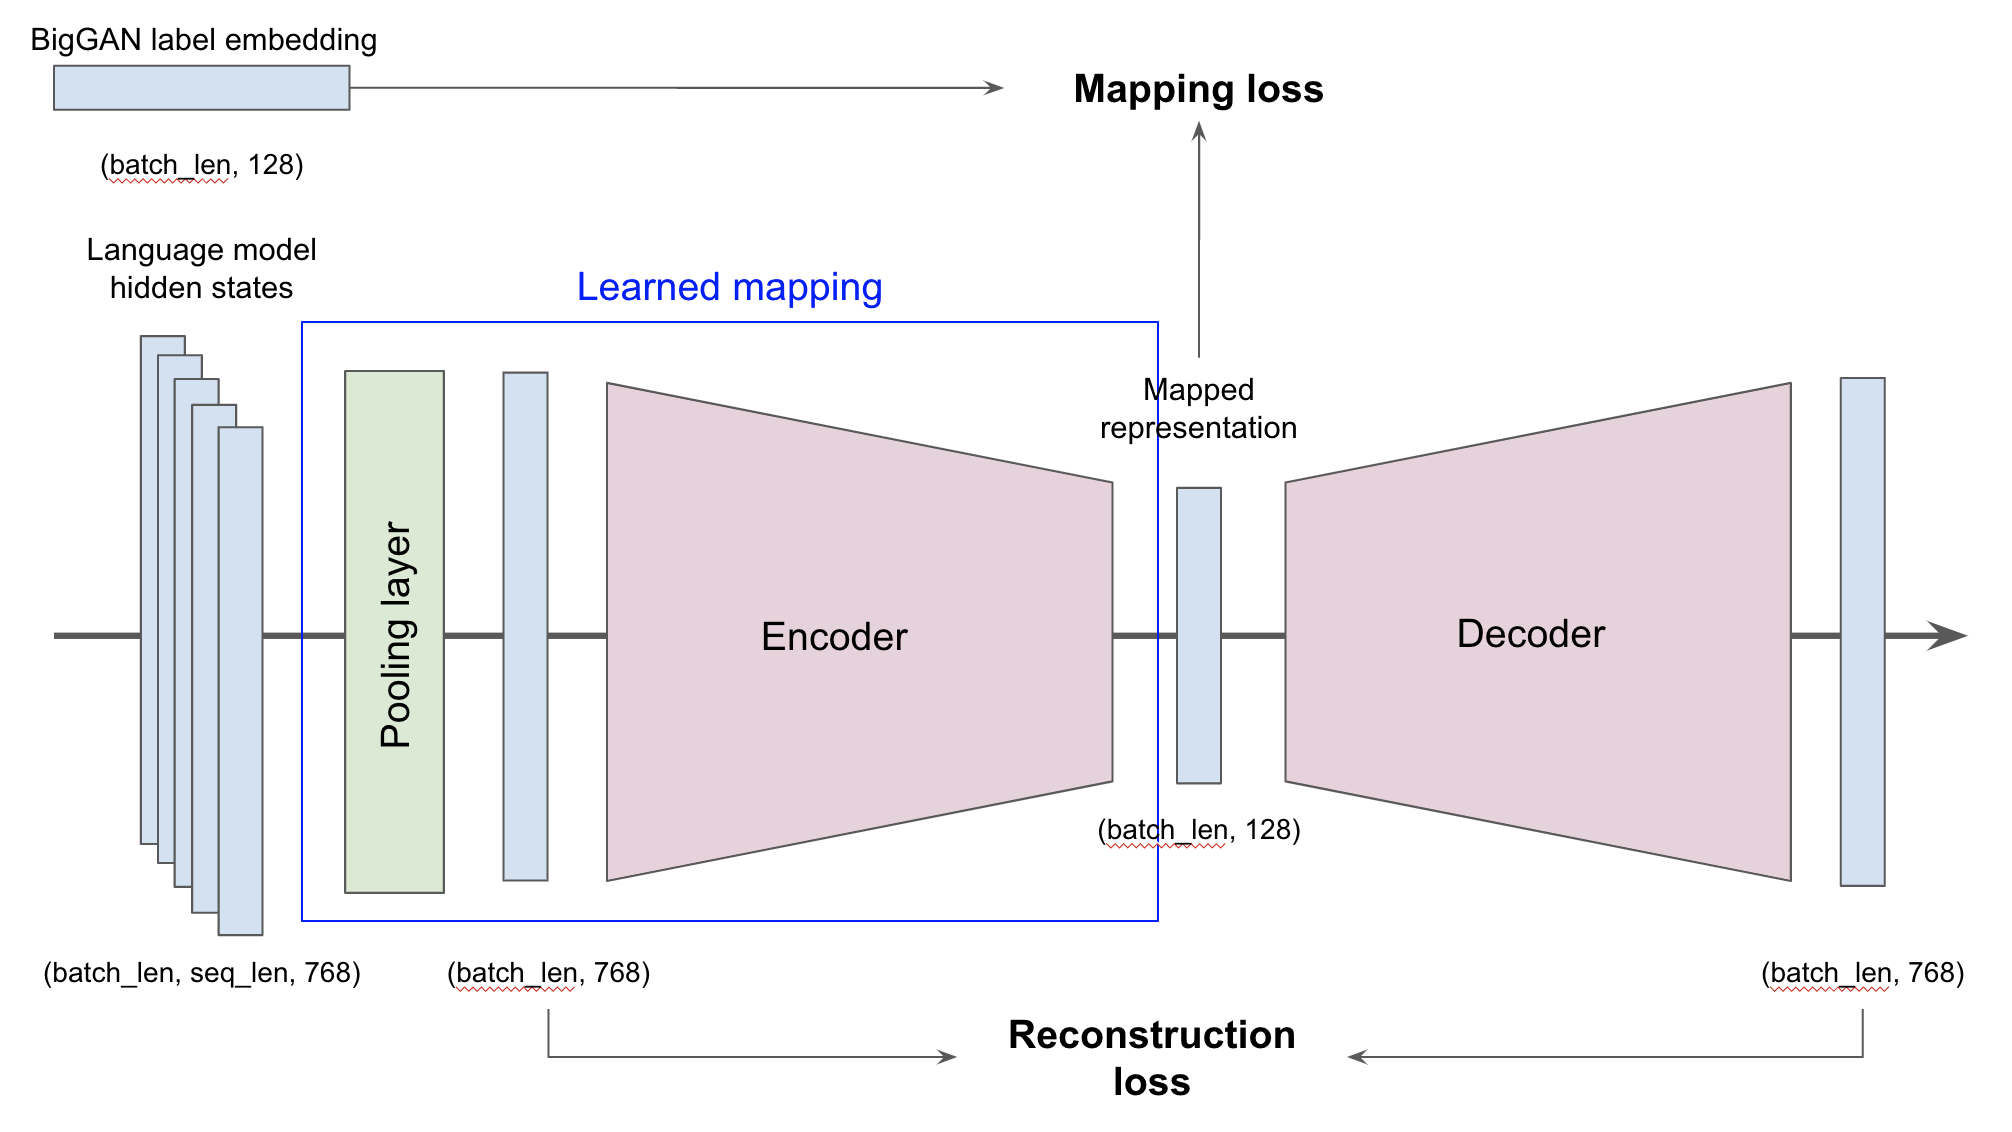 BigGAN label embedding
Mapping loss
(batch_len, 128)
Language model
hidden states
Learned mapping
Mapped
representation
Pooling layer
Encoder
Decoder
(batch_len, 128)
(batch_len, seq_len, 768)
(batch_len, 768)
(batch_len, 768)
Reconstruction
loss